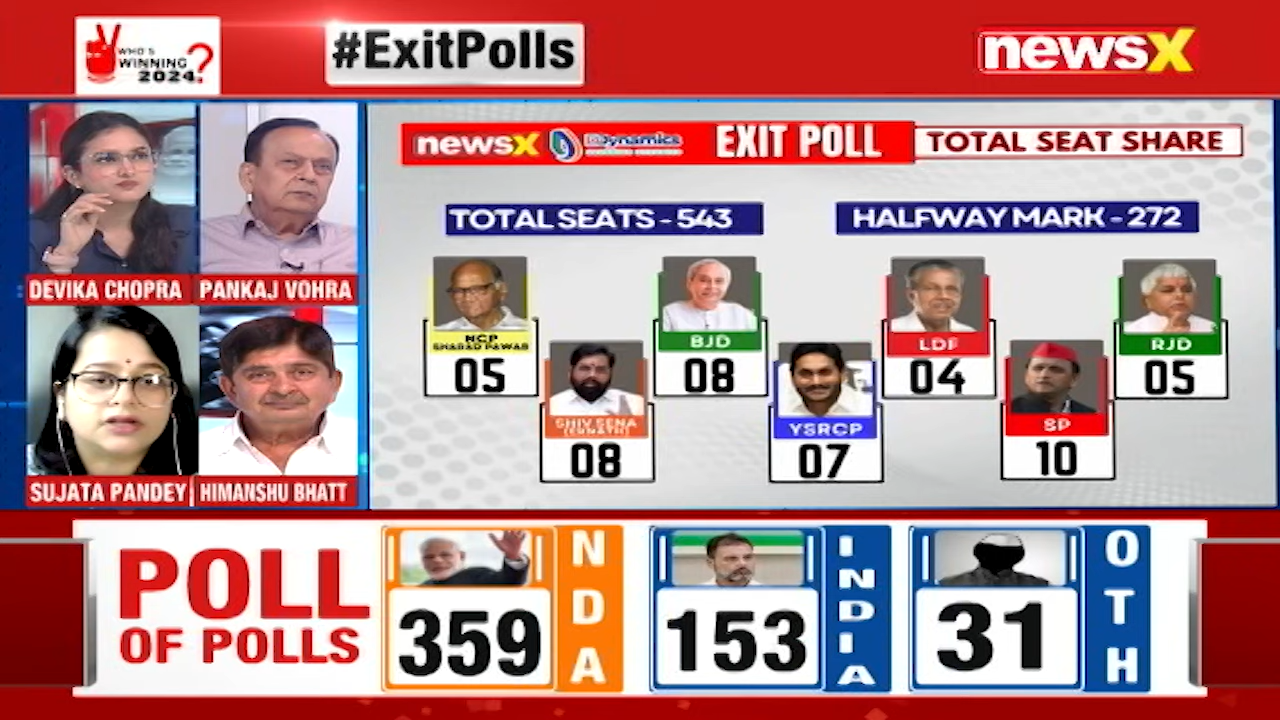 WHO'S
WINNING
2024?
#ExitPolls
newsX
newsX Dynamics EXIT POLL TOTAL SEAT SHARE
TOTAL SEATS - 543
HALFWAY MARK - 272
DEVIKA CHOPRA
PANKAJ VOHRA
SUJATA PANDEY
HIMANSHU BHATT
NCP
SHARAD PAWAR
05
SHIV SENA
(EKNATH)
08
BJD
08
YSRCP
07
LDF
04
SP
10
RJD
05
POLL
OF POLLS
359
NDA
153
INDIA
31
OTH